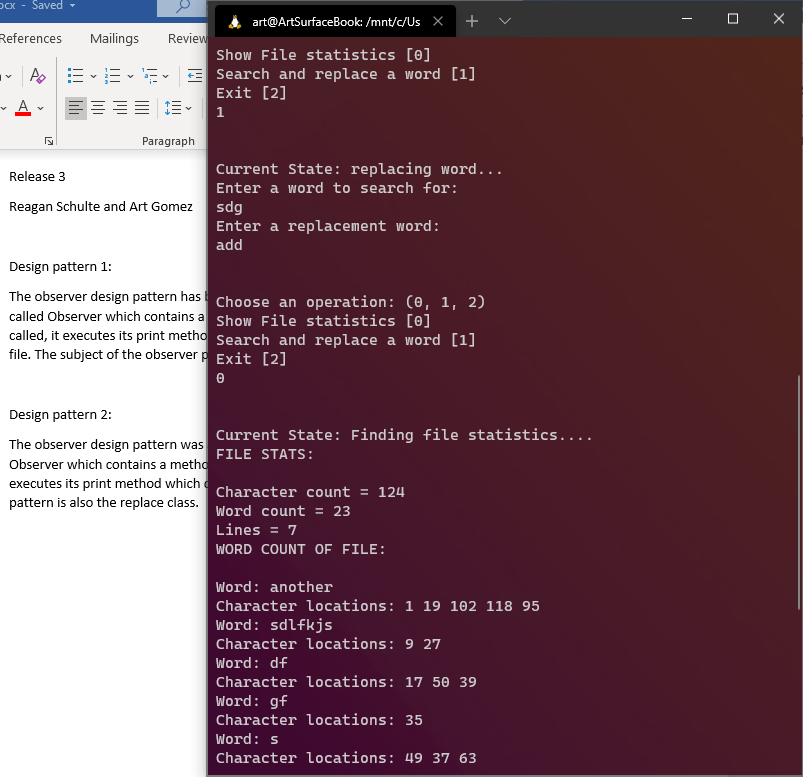 ocx - Saved
References Mailings Review
A
A
Paragraph
Release 3
Reagan Schulte and Art Gomez
Design pattern 1:
The observer design pattern has
called Observer which contains a
called, it executes its print metho
file. The subject of the observer p
Design pattern 2:
The observer design pattern was
Observer which contains a metho
executes its print method which
pattern is also the replace class.
art@ArtSurfaceBook: /mnt/c/Us
Show File statistics [0]
Search and replace a word [1]
Exit [2]
1
Current State: replacing word...
Enter a word to search for:
sdg
Enter a replacement word:
add
Choose an operation: (0, 1, 2)
Show File statistics [0]
Search and replace a word [1]
Exit [2]
0
Current State: Finding file statistics....
FILE STATS:
Character count = 124
Word count = 23
Lines = 7
WORD COUNT OF FILE:
Word: another
Character locations: 1 19 102 118 95
Word: sdlfkjs
Character locations: 9 27
Word: df
Character locations: 17 50 39
Word: gf
Character locations: 35
Word: s
Character locations: 49 37 63